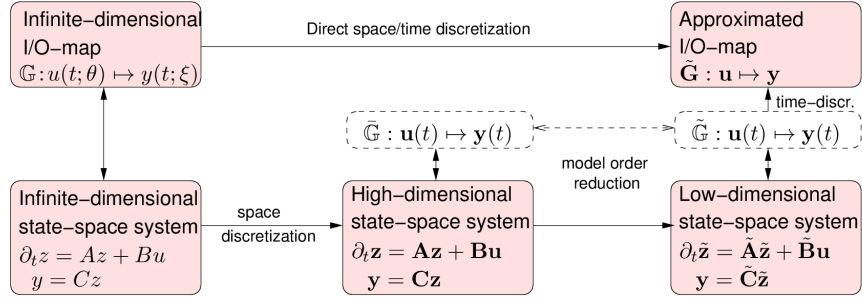 Infinite−dimensional
I/O−map
𝔾:u(t;θ) ↦ y(t;ξ)
Direct space/time discretization
Approximated
I/O−map
G̃ : u ↦ y
time−discr.
𝔾̄ : u(t) ↦ y(t)
𝔾̃ : u(t) ↦ y(t)
model order
reduction
Infinite−dimensional
state−space system
∂ₜz = Az + Bu
y = Cz
space
discretization
High−dimensional
state−space system
∂ₜz = Az + Bu
y = Cz
Low−dimensional
state−space system
∂ₜz̃ = Ãz̃ + B̃u
y = C̃z̃